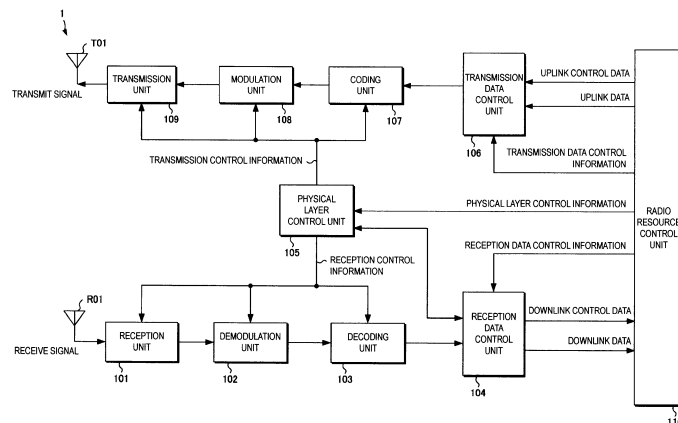 1
T01
TRANSMIT SIGNAL
TRANSMISSION
UNIT
109
MODULATION
UNIT
108
CODING
UNIT
107
TRANSMISSION
DATA
CONTROL
UNIT
106
UPLINK CONTROL DATA
UPLINK DATA
TRANSMISSION DATA CONTROL
INFORMATION
TRANSMISSION CONTROL INFORMATION
PHYSICAL
LAYER
CONTROL UNIT
105
PHYSICAL LAYER CONTROL INFORMATION
RADIO
RESOURCE
CONTROL
UNIT
RECEPTION CONTROL
INFORMATION
RECEPTION DATA CONTROL INFORMATION
R01
RECEIVE SIGNAL
RECEPTION
UNIT
101
DEMODULATION
UNIT
102
DECODING
UNIT
103
RECEPTION
DATA
CONTROL
UNIT
104
DOWNLINK CONTROL DATA
DOWNLINK DATA